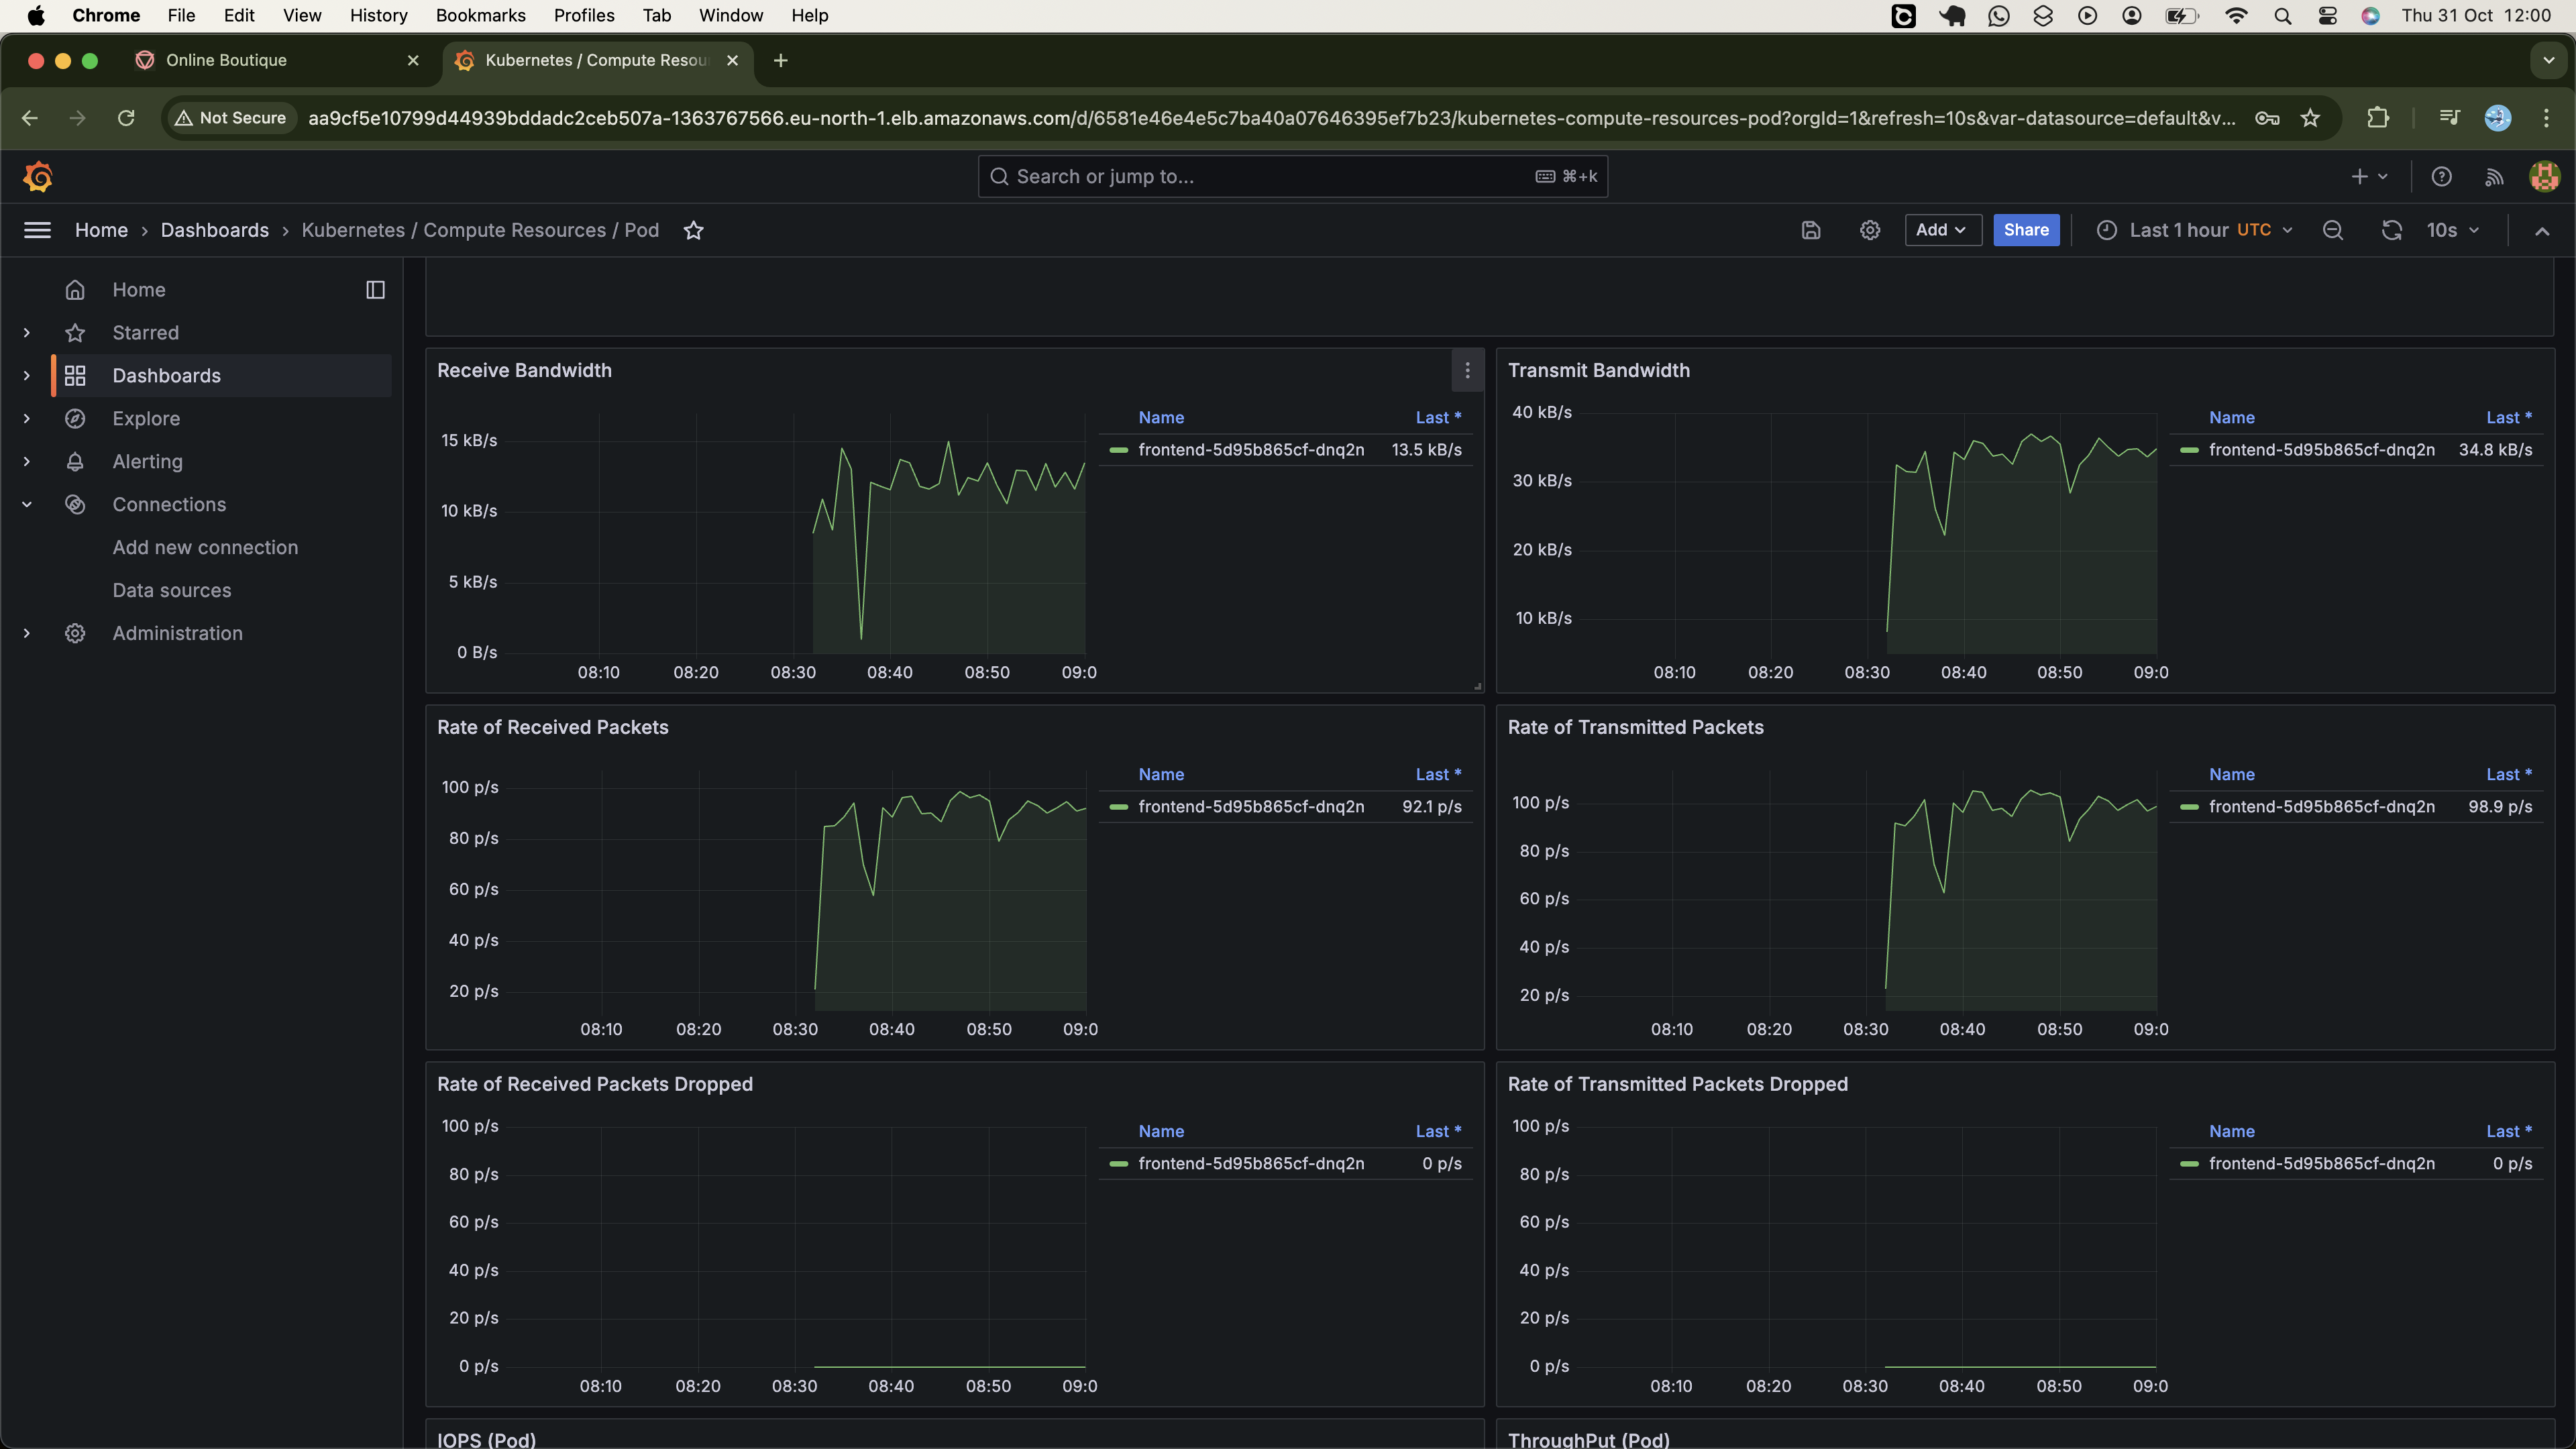 Chrome File Edit View History Bookmarks Profiles Tab Window Help Thu 31 Oct 12:00
Online Boutique Kubernetes / Compute Resou
Not Secure aa9cf5e10799d44939bddadc2ceb507a-1363767566.eu-north-1.elb.amazonaws.com/d/6581e46e4e5c7ba40a07646395ef7b23/kubernetes-compute-resources-pod?orgId=1&refresh=10s&var-datasource=default&v...
Search or jump to... ⌘+k
Home › Dashboards › Kubernetes / Compute Resources / Pod Add Share Last 1 hour UTC 10s
Home
Starred
Dashboards
Explore
Alerting
Connections
Add new connection
Data sources
Administration
Receive Bandwidth
Name Last *
frontend-5d95b865cf-dnq2n 13.5 kB/s
15 kB/s
10 kB/s
5 kB/s
0 B/s
08:10 08:20 08:30 08:40 08:50 09:0
Transmit Bandwidth
Name Last *
frontend-5d95b865cf-dnq2n 34.8 kB/s
40 kB/s
30 kB/s
20 kB/s
10 kB/s
08:10 08:20 08:30 08:40 08:50 09:0
Rate of Received Packets
Name Last *
frontend-5d95b865cf-dnq2n 92.1 p/s
100 p/s
80 p/s
60 p/s
40 p/s
20 p/s
08:10 08:20 08:30 08:40 08:50 09:0
Rate of Transmitted Packets
Name Last *
frontend-5d95b865cf-dnq2n 98.9 p/s
100 p/s
80 p/s
60 p/s
40 p/s
20 p/s
08:10 08:20 08:30 08:40 08:50 09:0
Rate of Received Packets Dropped
Name Last *
frontend-5d95b865cf-dnq2n 0 p/s
100 p/s
80 p/s
60 p/s
40 p/s
20 p/s
0 p/s
08:10 08:20 08:30 08:40 08:50 09:0
Rate of Transmitted Packets Dropped
Name Last *
frontend-5d95b865cf-dnq2n 0 p/s
100 p/s
80 p/s
60 p/s
40 p/s
20 p/s
0 p/s
08:10 08:20 08:30 08:40 08:50 09:0
IOPS (Pod)
ThroughPut (Pod)